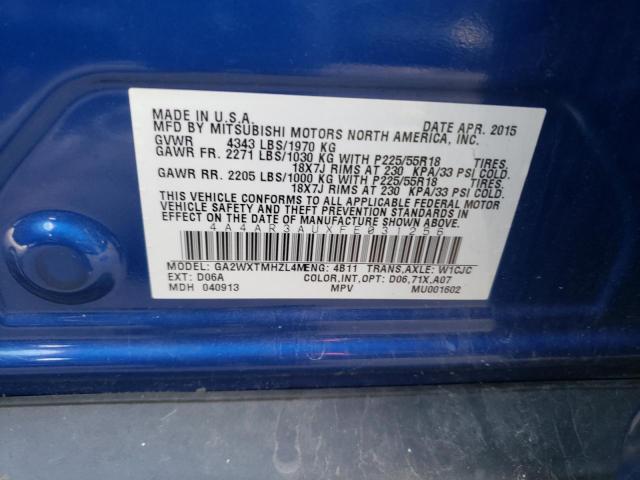 MADE IN U.S.A. DATE APR. 2015
MFD BY MITSUBISHI MOTORS NORTH AMERICA, INC.
GVWR 4343 LBS/1970 KG
GAWR FR. 2271 LBS/1030 KG WITH P225/55R18 TIRES.
18X7J RIMS AT 230 KPA/33 PSI COLD.
GAWR RR. 2205 LBS/1000 KG WITH P225/55R18 TIRES.
18X7J RIMS AT 230 KPA/33 PSI COLD.
THIS VEHICLE CONFORMS TO ALL APPLICABLE FEDERAL MOTOR
VEHICLE SAFETY AND THEFT PREVENTION STANDARDS IN
EFFECT ON THE DATE OF MANUFACTURE SHOWN ABOVE.
4A4AR3AUXFE031256
MODEL: GA2WXTMHZL4M ENG: 4B11 TRANS,AXLE: W1CJC
EXT: D06A COLOR,INT,OPT: D06,71X,A07
MDH 040913 MPV MU001602